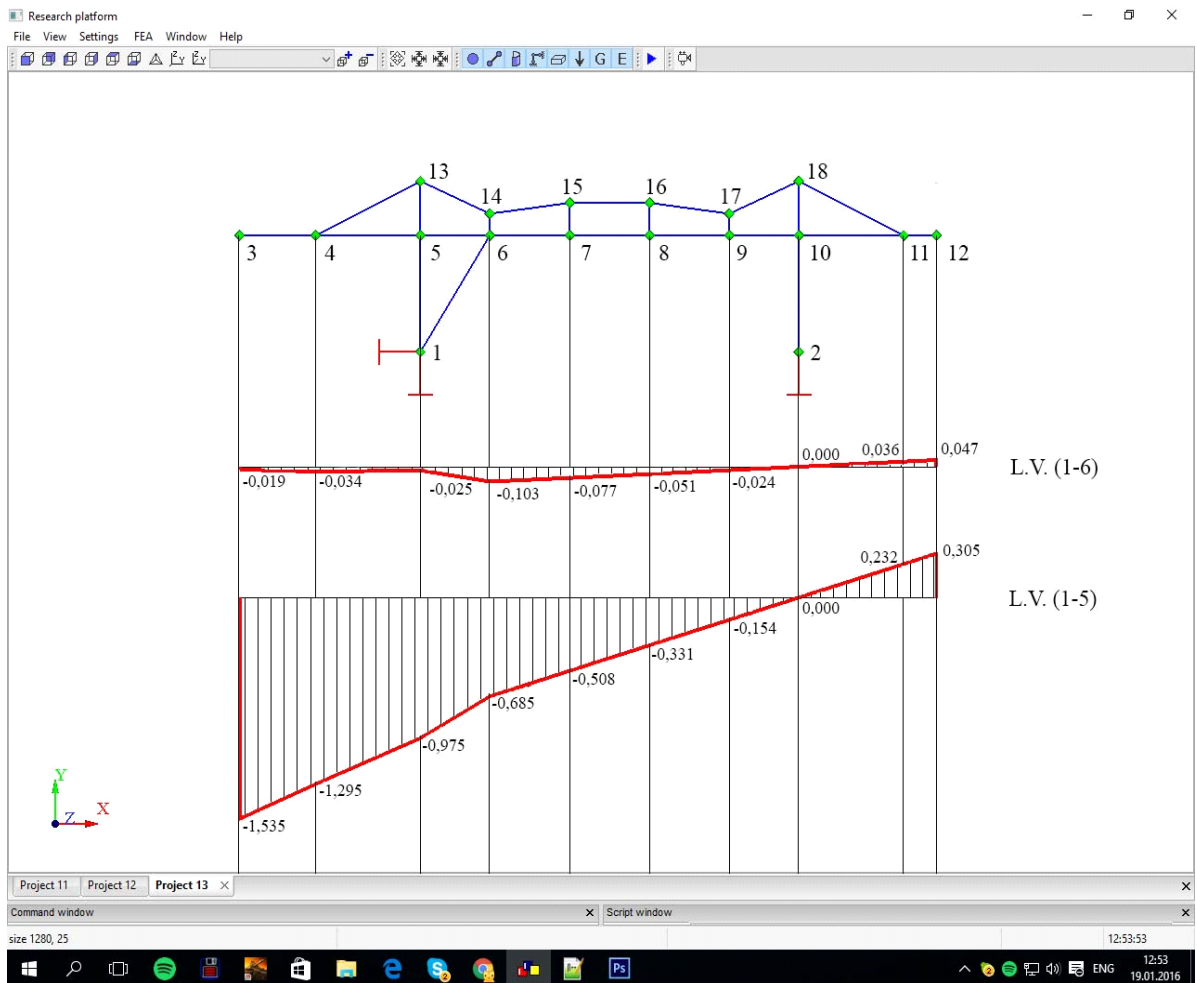 Research platform
File View Settings FEA Window Help
G E
13 18
14 15 16 17
3 4 5 6 7 8 9 10 11 12
1 2
-0,019 -0,034 -0,025 -0,103 -0,077 -0,051 -0,024 0,000 0,036 0,047
L.V. (1-6)
-1,535 -1,295 -0,975 -0,685 -0,508 -0,331 -0,154 0,000 0,232 0,305
L.V. (1-5)
Y
Z X
Project 11 Project 12 Project 13
Command window Script window
size 1280, 25 12:53:53
Ps 2 ENG 12:53
19.01.2016